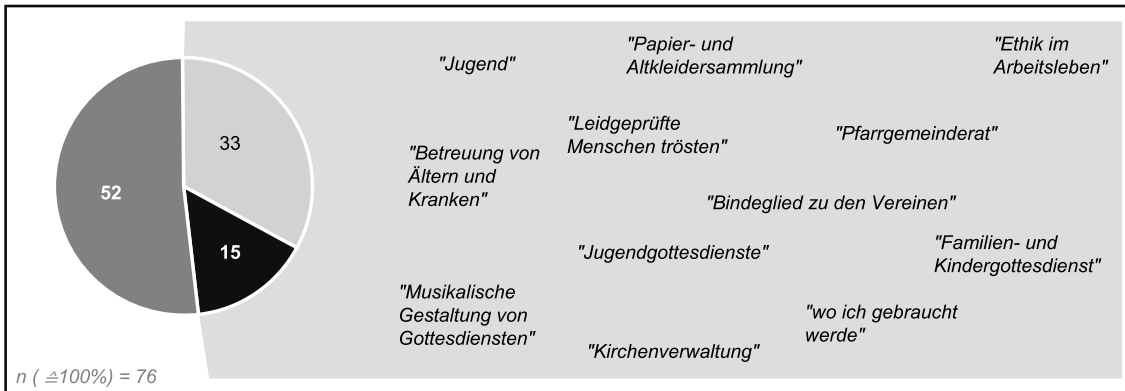 "Jugend"
"Papier- und
Altkleidersammlung"
"Ethik im
Arbeitsleben"
33
"Leidgeprüfte
Menschen trösten"
"Pfarrgemeinderat"
"Betreuung von
Ältern und
Kranken"
52
"Bindeglied zu den Vereinen"
15
"Jugendgottesdienste"
"Familien- und
Kindergottesdienst"
"Musikalische
Gestaltung von
Gottesdiensten"
"wo ich gebraucht
werde"
"Kirchenverwaltung"
n ( ≙100%) = 76